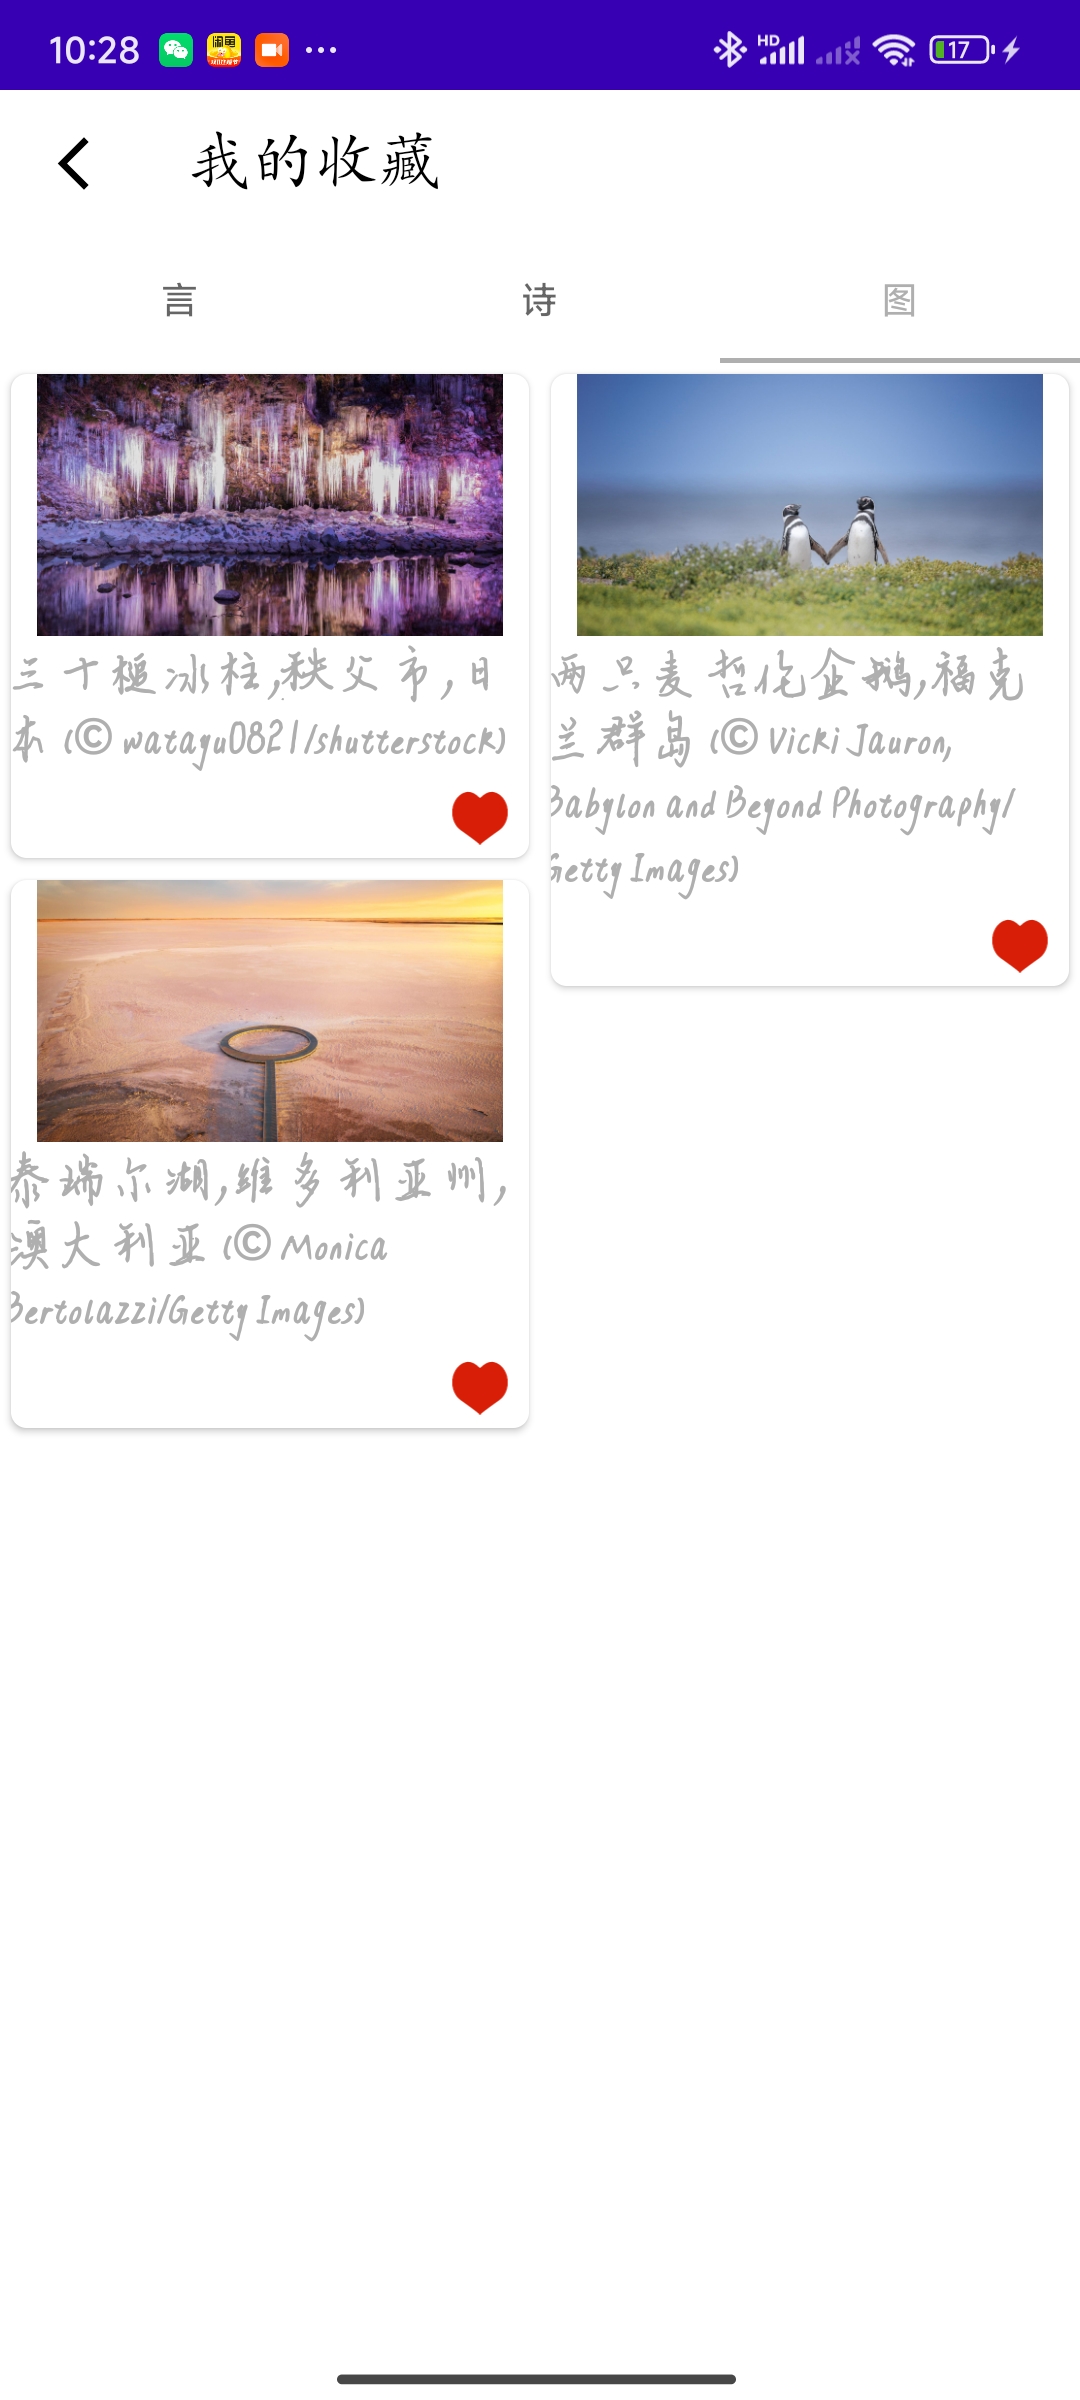 10:28
HD
17
我的收藏
言
诗
图
三十槌冰柱,秩父市,日
本 (© watagu0821/shutterstock)
两只麦哲伦企鹅,福克
兰群岛 (© Vicki Jauron,
Babylon and Beyond Photography/
Getty Images)
泰瑞尔湖,维多利亚州,
澳大利亚 (© Monica
Bertolazzi/Getty Images)